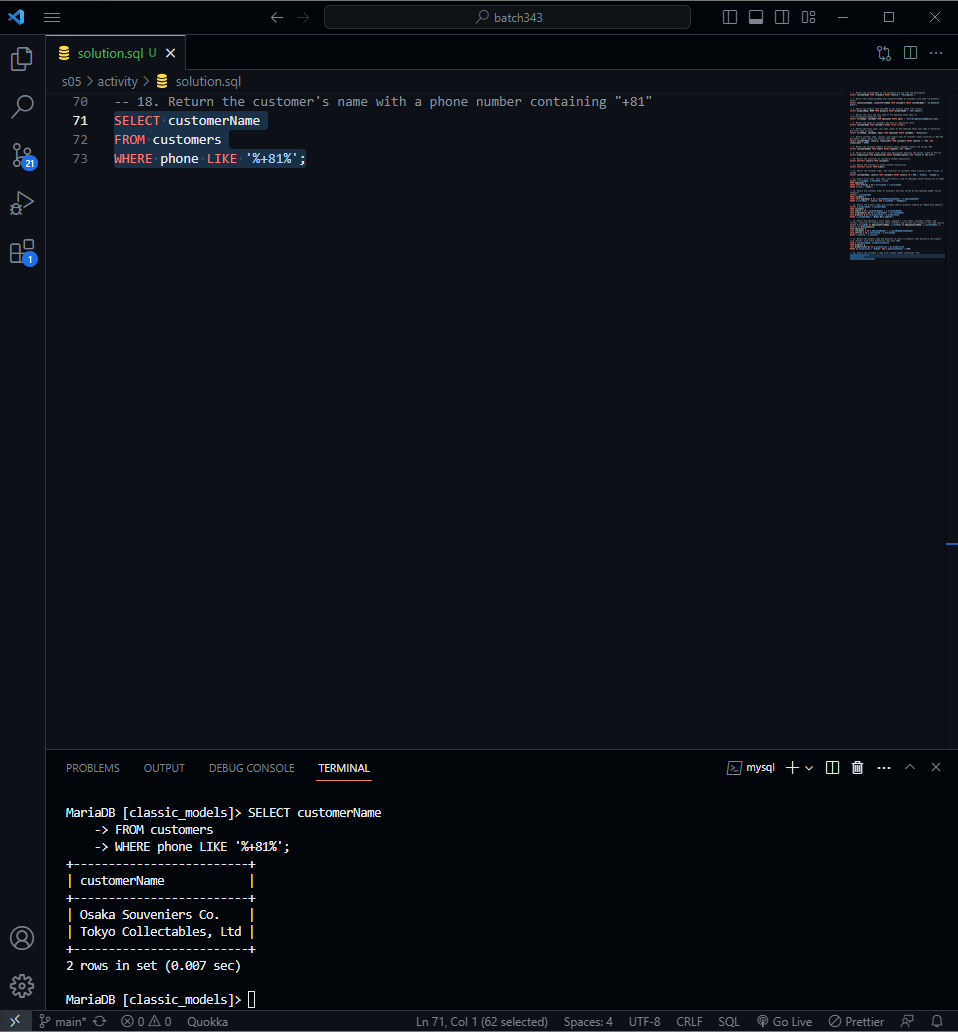 batch343
solution.sql U
s05 > activity > solution.sql
70 -- 18. Return the customer's name with a phone number containing "+81"
71 SELECT customerName
72 FROM customers
73 WHERE phone LIKE '%+81%';
21
1
PROBLEMS OUTPUT DEBUG CONSOLE TERMINAL
mysql
MariaDB [classic_models]> SELECT customerName
-> FROM customers
-> WHERE phone LIKE '%+81%';
+-------------------------+
| customerName |
+-------------------------+
| Osaka Souveniers Co. |
| Tokyo Collectables, Ltd |
+-------------------------+
2 rows in set (0.007 sec)
MariaDB [classic_models]>
main* 0 0 Quokka Ln 71, Col 1 (62 selected) Spaces: 4 UTF-8 CRLF SQL Go Live Prettier